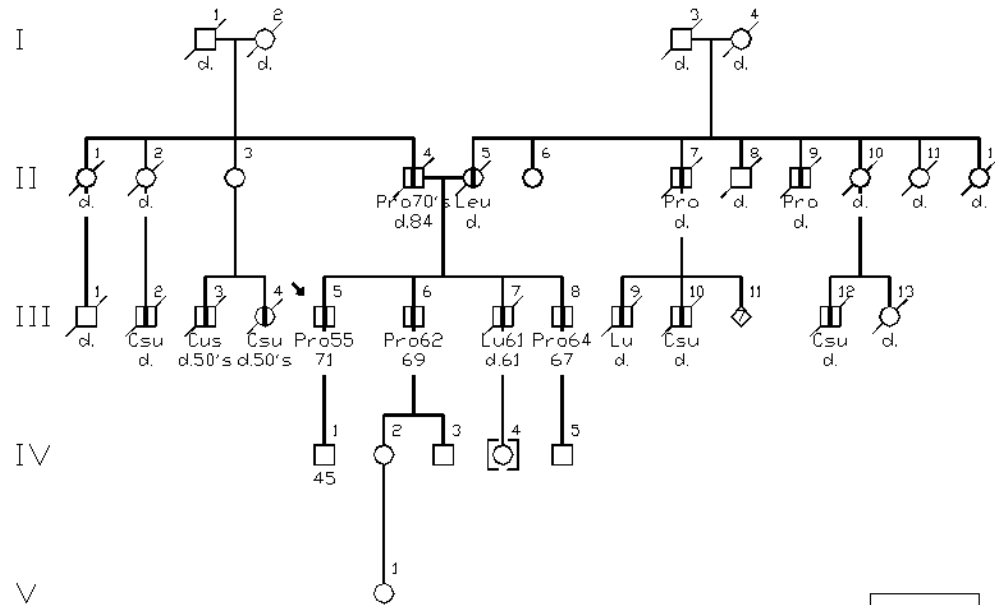 1 2 3 4
I
d. d. d. d.
1 2 3 4 5 6 7 8 9 10 11 1
II
d. d. Pro70's Leu Pro d. Pro d. d. d.
d.84 d. d. d.
1 2 3 4 5 6 7 8 9 10 11 12 13
III
7
d. Csu Cus Csu Pro55 Pro62 Lu61 Pro64 Lu Csu Csu d.
d. d.50's d.50's 71 69 d.61 67 d. d. d.
1 2 3 4 5
IV
45
1
V